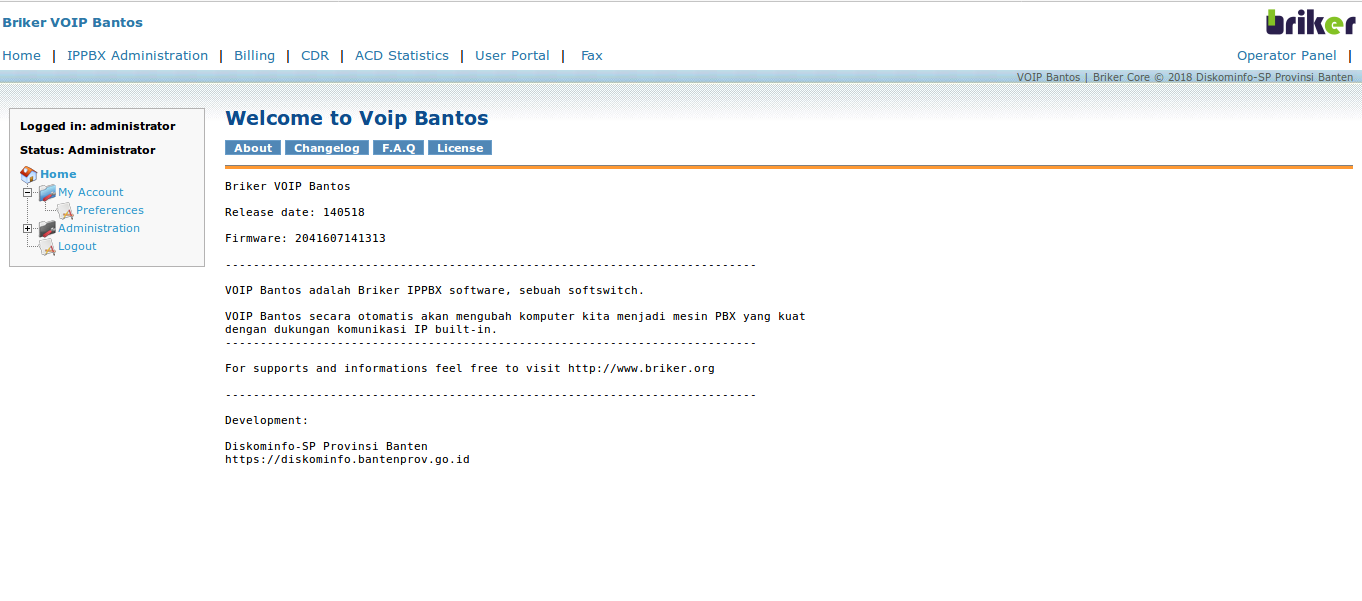 Briker VOIP Bantos
briker
Home | IPPBX Administration | Billing | CDR | ACD Statistics | User Portal | Fax
Operator Panel |
VOIP Bantos | Briker Core © 2018 Diskominfo-SP Provinsi Banten
Logged in: administrator
Status: Administrator
Home
My Account
Preferences
Administration
Logout
Welcome to Voip Bantos
About Changelog F.A.Q License
Briker VOIP Bantos
Release date: 140518
Firmware: 2041607141313
----------------------------------------------------------------------------
VOIP Bantos adalah Briker IPPBX software, sebuah softswitch.
VOIP Bantos secara otomatis akan mengubah komputer kita menjadi mesin PBX yang kuat
dengan dukungan komunikasi IP built-in.
----------------------------------------------------------------------------
For supports and informations feel free to visit http://www.briker.org
----------------------------------------------------------------------------
Development:
Diskominfo-SP Provinsi Banten
https://diskominfo.bantenprov.go.id